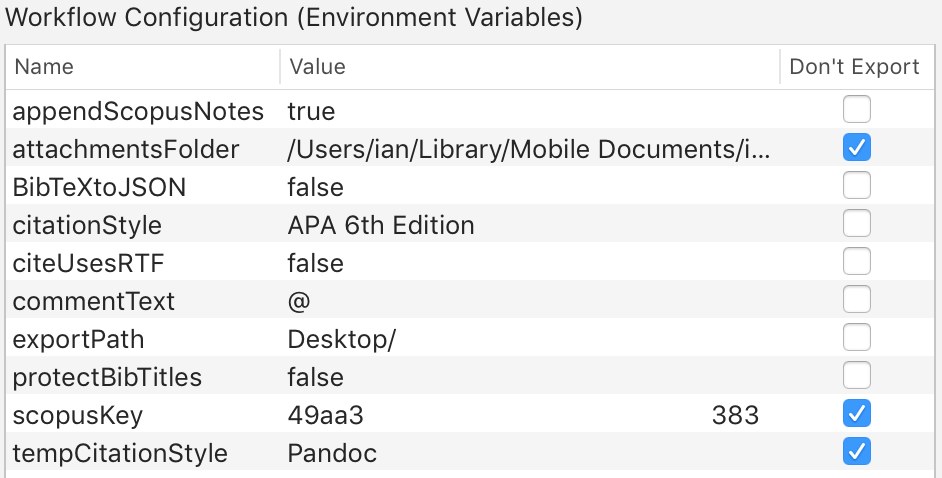 Workflow Configuration (Environment Variables)
Name Value Don't Export
appendScopusNotes true
attachmentsFolder /Users/ian/Library/Mobile Documents/i...
BibTeXtoJSON false
citationStyle APA 6th Edition
citeUsesRTF false
commentText @
exportPath Desktop/
protectBibTitles false
scopusKey 49aa3 383
tempCitationStyle Pandoc